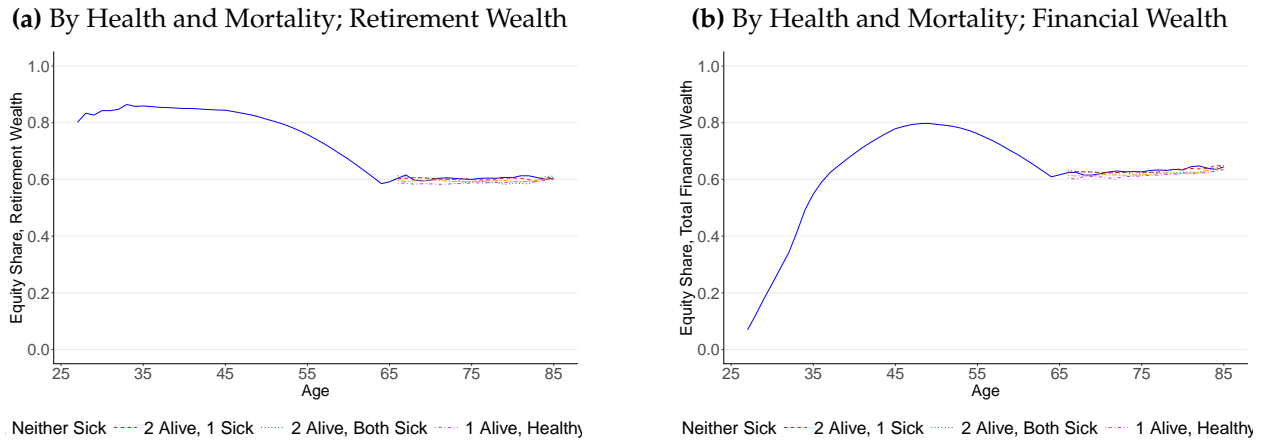 (a) By Health and Mortality; Retirement Wealth
1.0
0.8
0.6
0.4
0.2
0.0
Equity Share, Retirement Wealth
25 35 45 55 65 75 85
Age
, Neither Sick 2 Alive, 1 Sick 2 Alive, Both Sick 1 Alive, Healthy
(b) By Health and Mortality; Financial Wealth
1.0
0.8
0.6
0.4
0.2
0.0
Equity Share, Total Financial Wealth
25 35 45 55 65 75 85
Age
Neither Sick 2 Alive, 1 Sick 2 Alive, Both Sick 1 Alive, Healthy